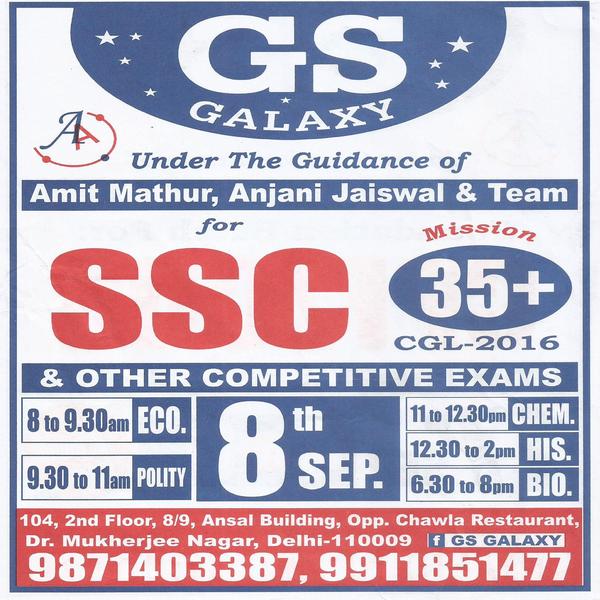 GS
GALAXY
AA
Under The Guidance of
Amit Mathur, Anjani Jaiswal & Team
for
SSC
Mission
35+
CGL-2016
& OTHER COMPETITIVE EXAMS
8 to 9.30am ECO.
9.30 to 11am POLITY
8th
SEP.
11 to 12.30pm CHEM.
12.30 to 2pm HIS.
6.30 to 8pm BIO.
104, 2nd Floor, 8/9, Ansal Building, Opp. Chawla Restaurant,
Dr. Mukherjee Nagar, Delhi-110009 f GS GALAXY
9871403387, 9911851477